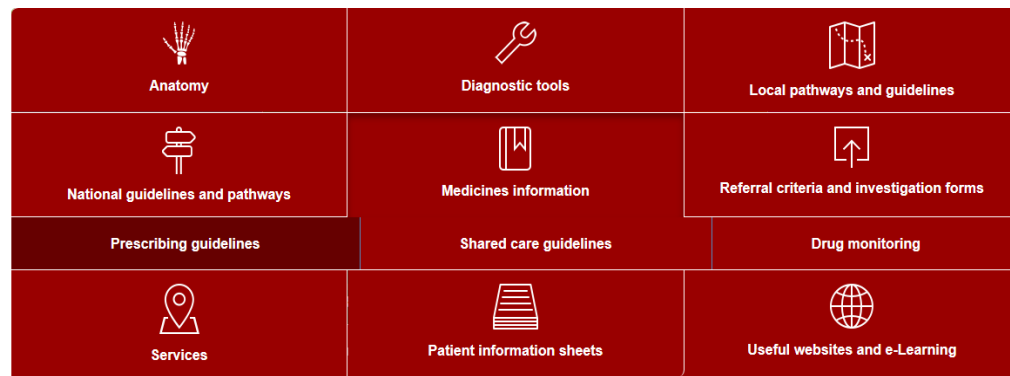 Anatomy
Diagnostic tools
Local pathways and guidelines
National guidelines and pathways
Medicines information
Referral criteria and investigation forms
Prescribing guidelines
Shared care guidelines
Drug monitoring
Services
Patient information sheets
Useful websites and e-Learning